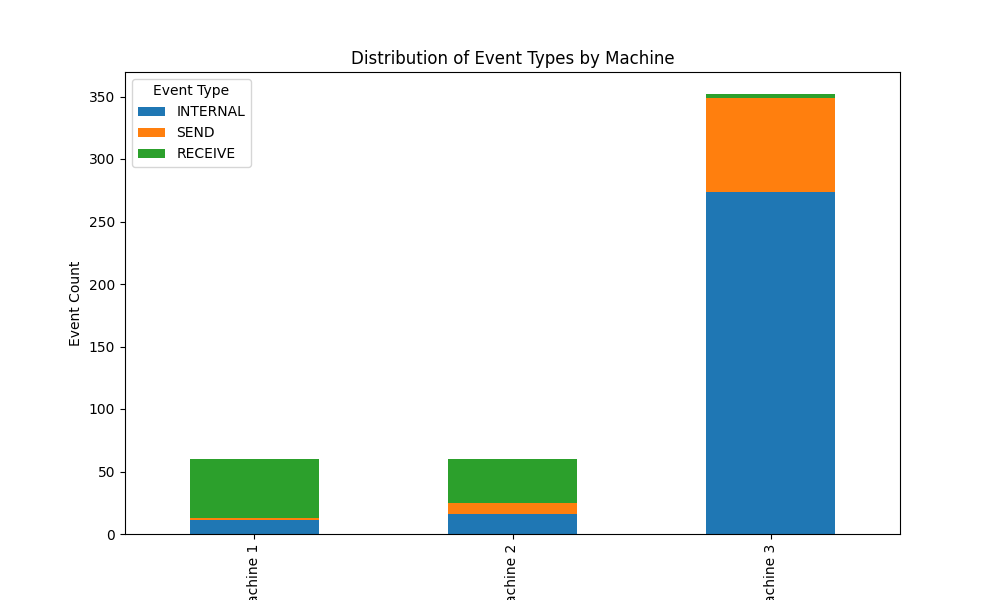 Distribution of Event Types by Machine
Event Type
INTERNAL
SEND
RECEIVE
350
300
250
200
150
100
50
0
Event Count
achine 1
achine 2
achine 3